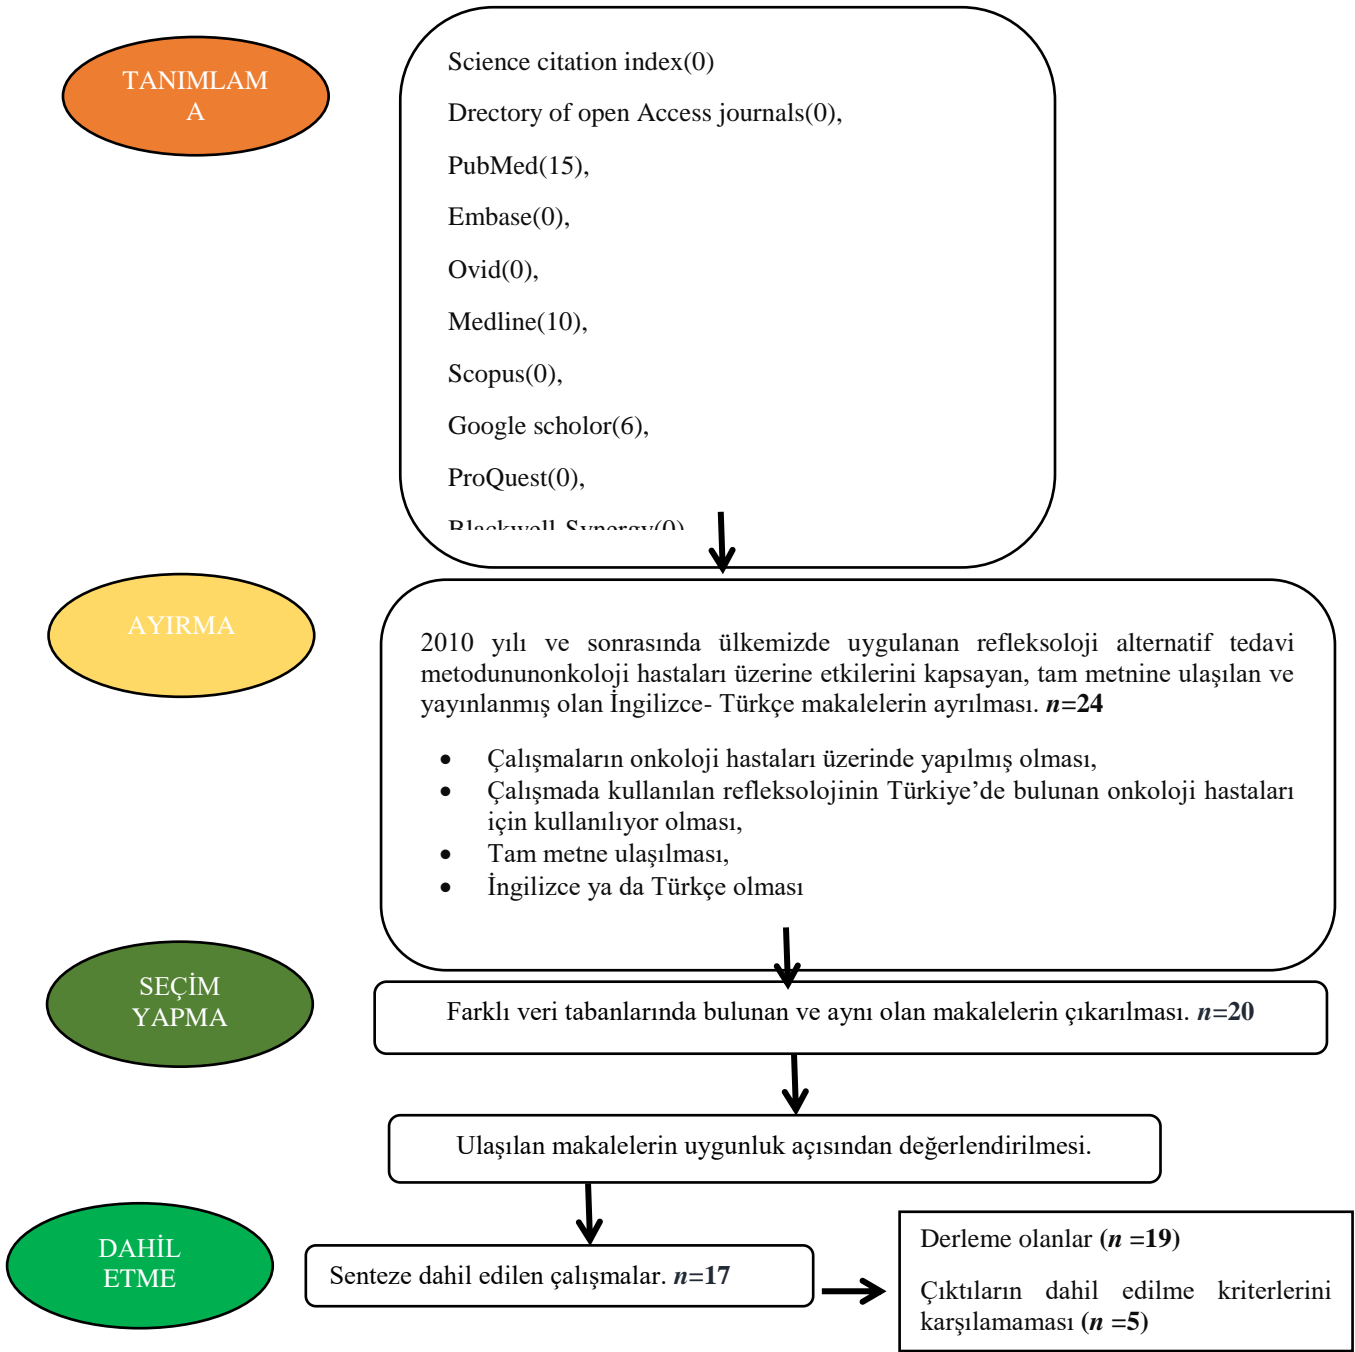 TANIMLAM
A
Science citation index(0)
Drectory of open Access journals(0),
PubMed(15),
Embase(0),
Ovid(0),
Medline(10),
Scopus(0),
Google scholor(6),
ProQuest(0),
Blackwell Synergy(0)
AYIRMA
2010 yılı ve sonrasında ülkemizde uygulanan refleksoloji alternatif tedavi
metodununonkoloji hastaları üzerine etkilerini kapsayan, tam metnine ulaşılan ve
yayınlanmış olan İngilizce- Türkçe makalelerin ayrılması. n=24
• Çalışmaların onkoloji hastaları üzerinde yapılmış olması,
• Çalışmada kullanılan refleksolojinin Türkiye’de bulunan onkoloji hastaları
için kullanılıyor olması,
• Tam metne ulaşılması,
• İngilizce ya da Türkçe olması
SEÇİM
YAPMA
Farklı veri tabanlarında bulunan ve aynı olan makalelerin çıkarılması. n=20
Ulaşılan makalelerin uygunluk açısından değerlendirilmesi.
DAHİL
ETME
Senteze dahil edilen çalışmalar. n=17
Derleme olanlar (n =19)
Çıktıların dahil edilme kriterlerini
karşılamaması (n =5)